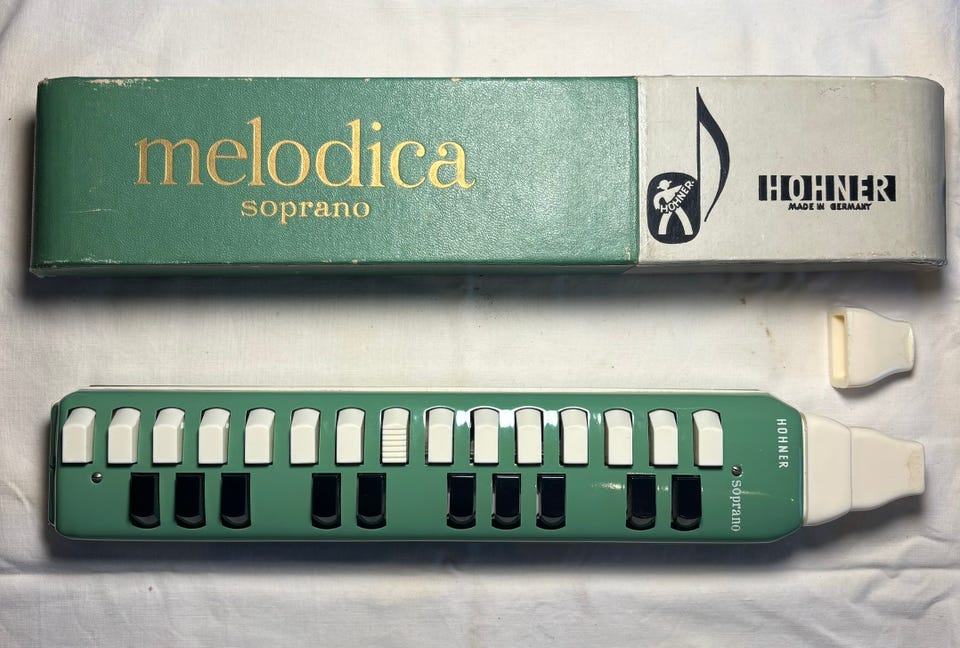 melodica
soprano
HOHNER
HOHNER
MADE IN GERMANY
HOHNER
soprano